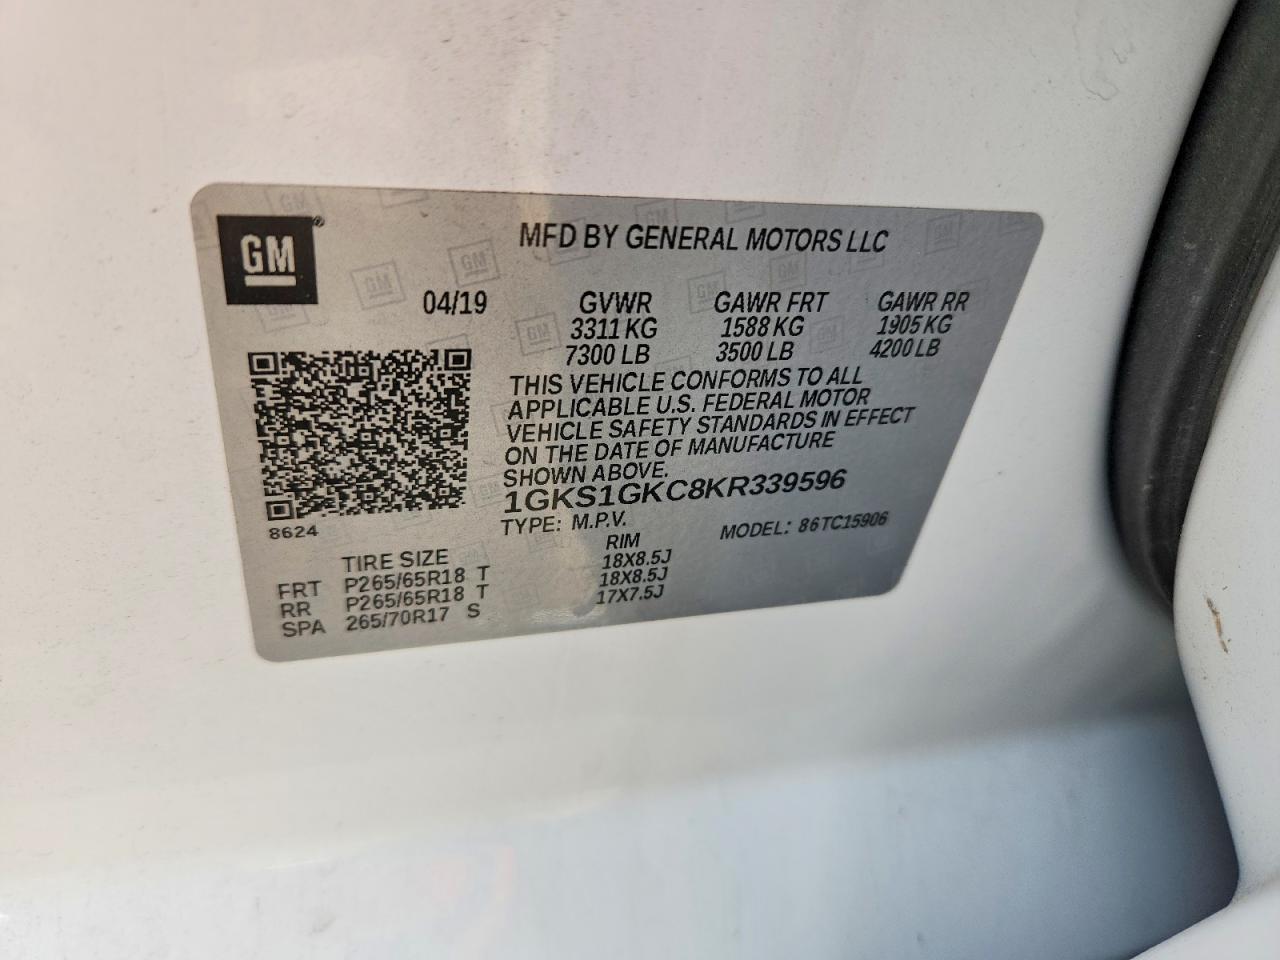 GM®
MFD BY GENERAL MOTORS LLC
04/19 GVWR GAWR FRT GAWR RR
3311 KG 1588 KG 1905 KG
7300 LB 3500 LB 4200 LB
THIS VEHICLE CONFORMS TO ALL
APPLICABLE U.S. FEDERAL MOTOR
VEHICLE SAFETY STANDARDS IN EFFECT
ON THE DATE OF MANUFACTURE
SHOWN ABOVE.
1GKS1GKC8KR339596
TYPE: M.P.V. MODEL: 86TC15906
8624
TIRE SIZE RIM
FRT P265/65R18 T 18X8.5J
RR P265/65R18 T 18X8.5J
SPA 265/70R17 S 17X7.5J